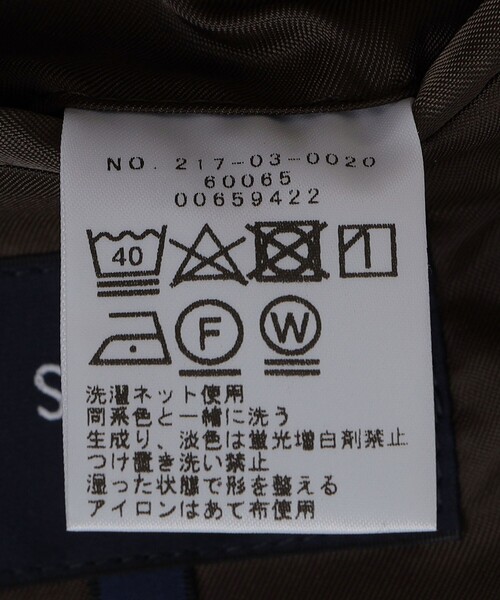 NO. 217-03-0020
60065
00659422
40
F W
S
洗濯ネット使用
同系色と一緒に洗う
生成り、淡色は蛍光増白剤禁止
つけ置き洗い禁止
湿った状態で形を整える
アイロンはあて布使用